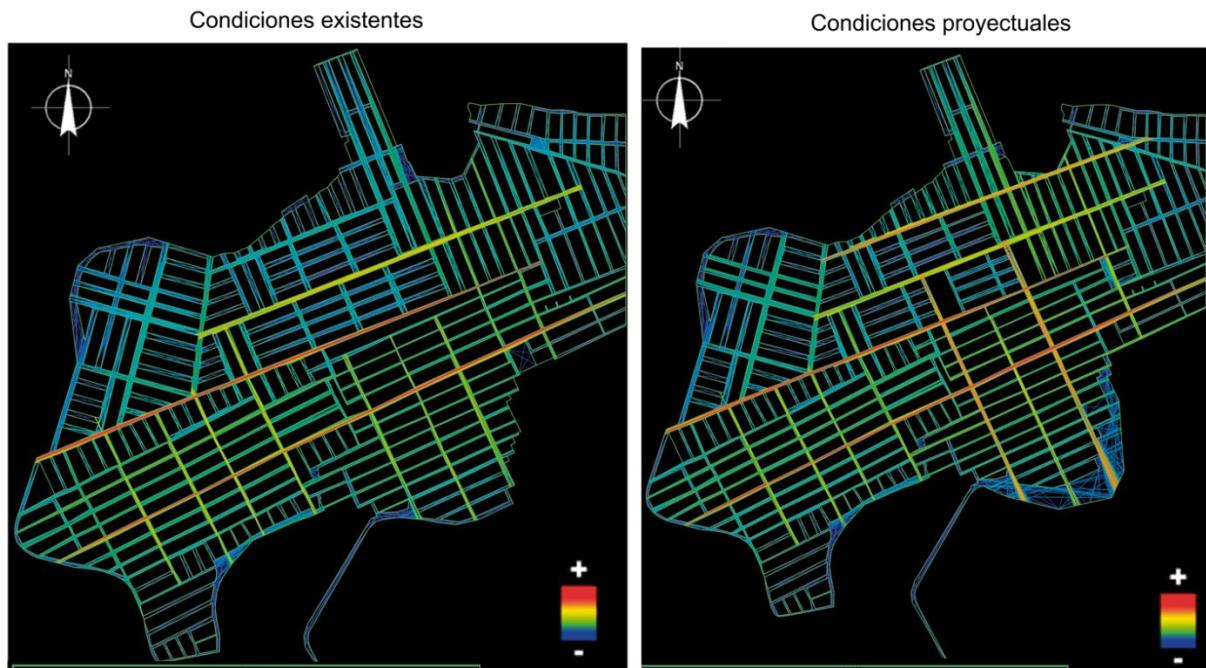 Condiciones existentes
Condiciones proyectuales
N
N
+
-
+
-